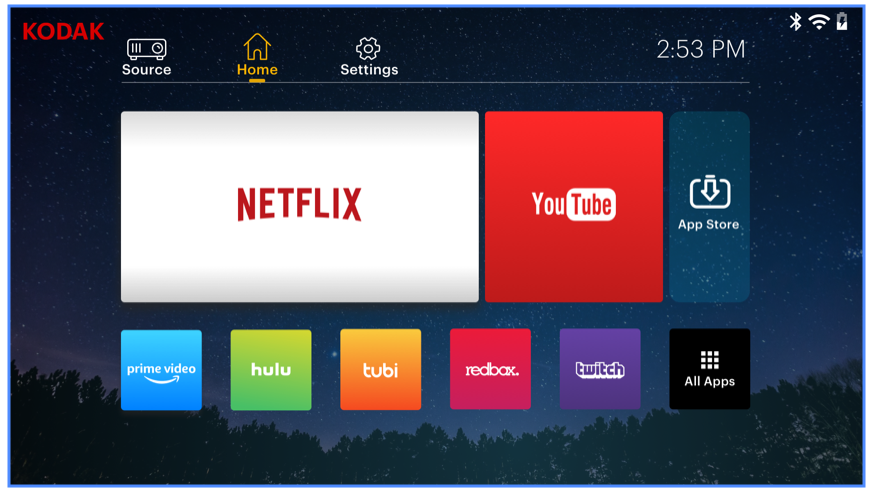 KODAK
Source
Home
Settings
2:53 PM
NETFLIX
YouTube
App Store
prime video
hulu
tubi
redbox.
twitch
All Apps